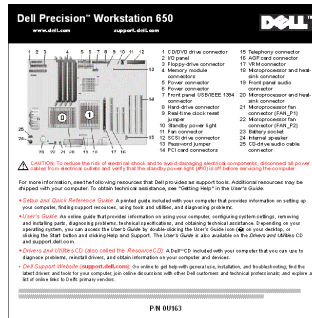 Dell Precision™ Workstation 650
www.dell.com support.dell.com
DELL™
1 CD/DVD drive connector
2 I/O panel
3 Floppy-drive connector
4 Memory module connectors
5 Power connector
6 Power connector
7 Front panel USB/IEEE 1394 connector
8 Hard-drive connector
9 Real-time clock reset jumper
10 Standby power light
11 Fan connector
12 SCSI drive connector
13 Password jumper
14 PCI card connectors
15 Telephony connector
16 AGP card connector
17 VRM connector
18 Microprocessor and heat-sink connector
19 Front panel audio connector
20 Microprocessor and heat-sink connector
21 Microprocessor fan connector (FAN_P1)
22 Microprocessor fan connector (FAN_P2)
23 Battery socket
24 Internal speaker
25 CD-drive audio cable connector
CAUTION: To reduce the risk of electrical shock and to avoid damaging electronic components, disconnect all power cables from electrical outlets and verify that the standby power light (#10) is off before servicing the computer.
For more information, see the following resources that Dell provides as support tools. Additional resources may be shipped with your computer. To obtain technical assistance, see "Getting Help" in the User's Guide.
• Setup and Quick Reference Guide. A printed guide included with your computer that provides information on setting up your computer, finding support resources, using tools and utilities, and diagnosing problems.
• User's Guide. An online guide that provides information on using your computer, configuring system settings, removing and installing parts, diagnosing problems, technical specifications, and obtaining technical assistance. Depending on your operating system, you can access the User's Guide by double-clicking the User's Guide icon on your desktop, or clicking the Start button and clicking Help and Support. The User's Guide is also available on the Drivers and Utilities CD and support.dell.com.
• Drivers and Utilities CD (also called the Resource CD). A Dell™ CD included with your computer that you can use to diagnose problems, reinstall drivers, and obtain information on your computer and devices.
• Dell Support Website (support.dell.com). Go online to get help with general use, installation, and troubleshooting; find the latest drivers and tools for your computer; join online discussions with other Dell customers and technical professionals; and explore a list of online links to Dell's primary vendors.
P/N 0U963